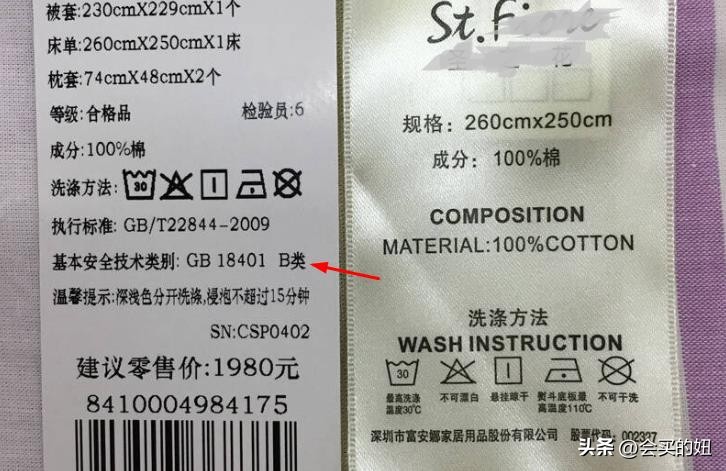 被套:230cmX229cmX1个
床单:260cmX250cmX1床
枕套:74cmX48cmX2个
等级:合格品 检验员:6
成分:100%棉
洗涤方法: 30
执行标准: GB/T22844-2009
基本安全技术类别: GB 18401 B类
温馨提示:深浅色分开洗涤,浸泡不超过15分钟
SN:CSP0402
建议零售价:1980元
8410004984175
St.Fiore
规格: 260cmx250cm
成分: 100%棉
COMPOSITION
MATERIAL:100%COTTON
洗涤方法
WASH INSTRUCTION
30
最高洗涤温度30℃ 不可漂白 悬挂晾干 熨斗底板最高温度110℃ 不可干洗
深圳市富安娜家居用品股份有限公司 股票代码: 002327
头条 @会买的妞